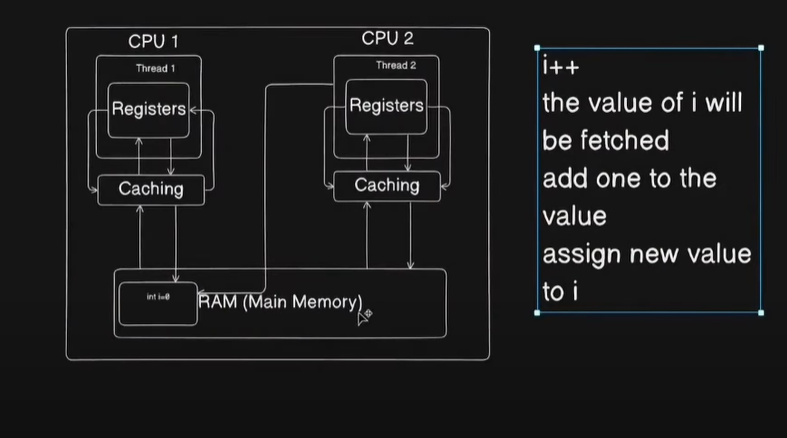 CPU 1
CPU 2
Thread 1
Thread 2
Registers
Registers
Caching
Caching
int i=0
RAM (Main Memory)
i++
the value of i will
be fetched
add one to the
value
assign new value
to i